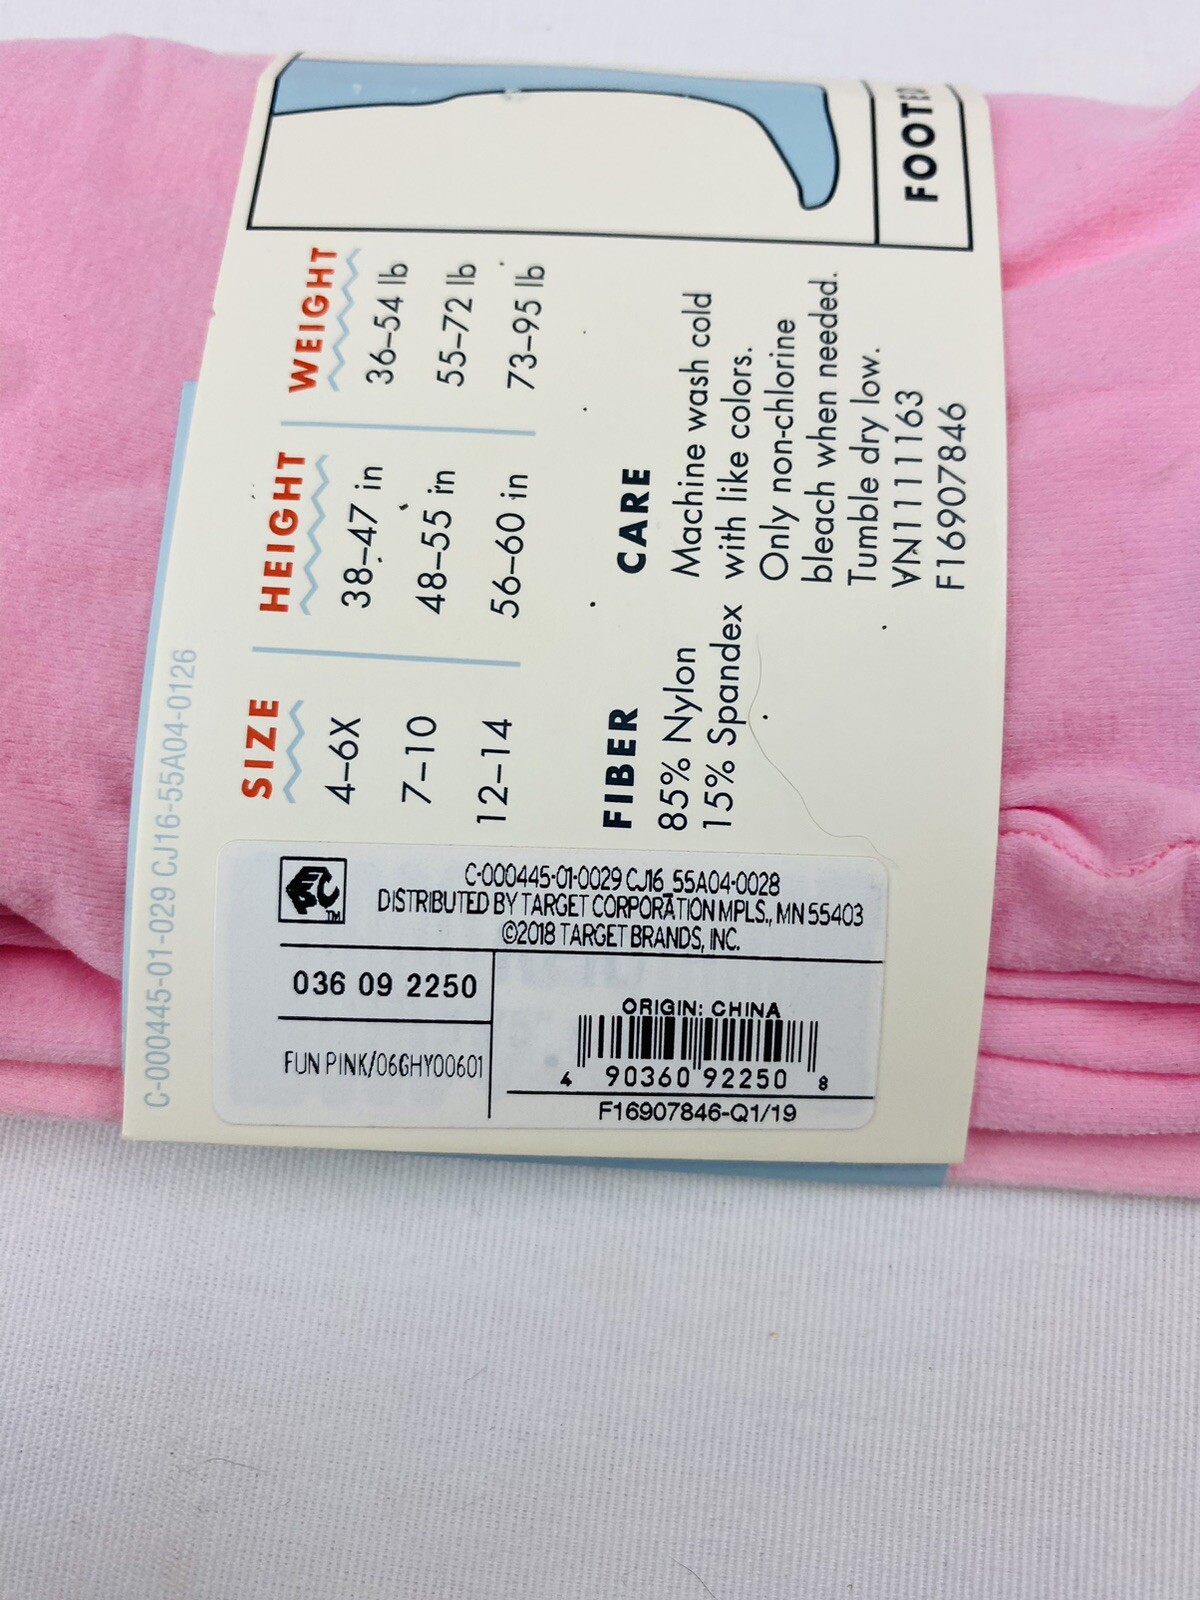 C-000445-01-029 CJ16-55A04-0126
SIZE HEIGHT WEIGHT
4–6X 38–47 in 36–54 lb
7–10 48–55 in 55–72 lb
12–14 56–60 in 73–95 lb
FIBER
85% Nylon
15% Spandex
CARE
Machine wash cold
with like colors.
Only non-chlorine
bleach when needed.
Tumble dry low.
VN1111163
F16907846
FOOTED
C-000445-01-0029 CJ16_55A04-0028
DISTRIBUTED BY TARGET CORPORATION MPLS., MN 55403
©2018 TARGET BRANDS, INC.
TM
036 09 2250
FUN PINK/06GHY00601
ORIGIN: CHINA
4 90360 92250 8
F16907846-Q1/19